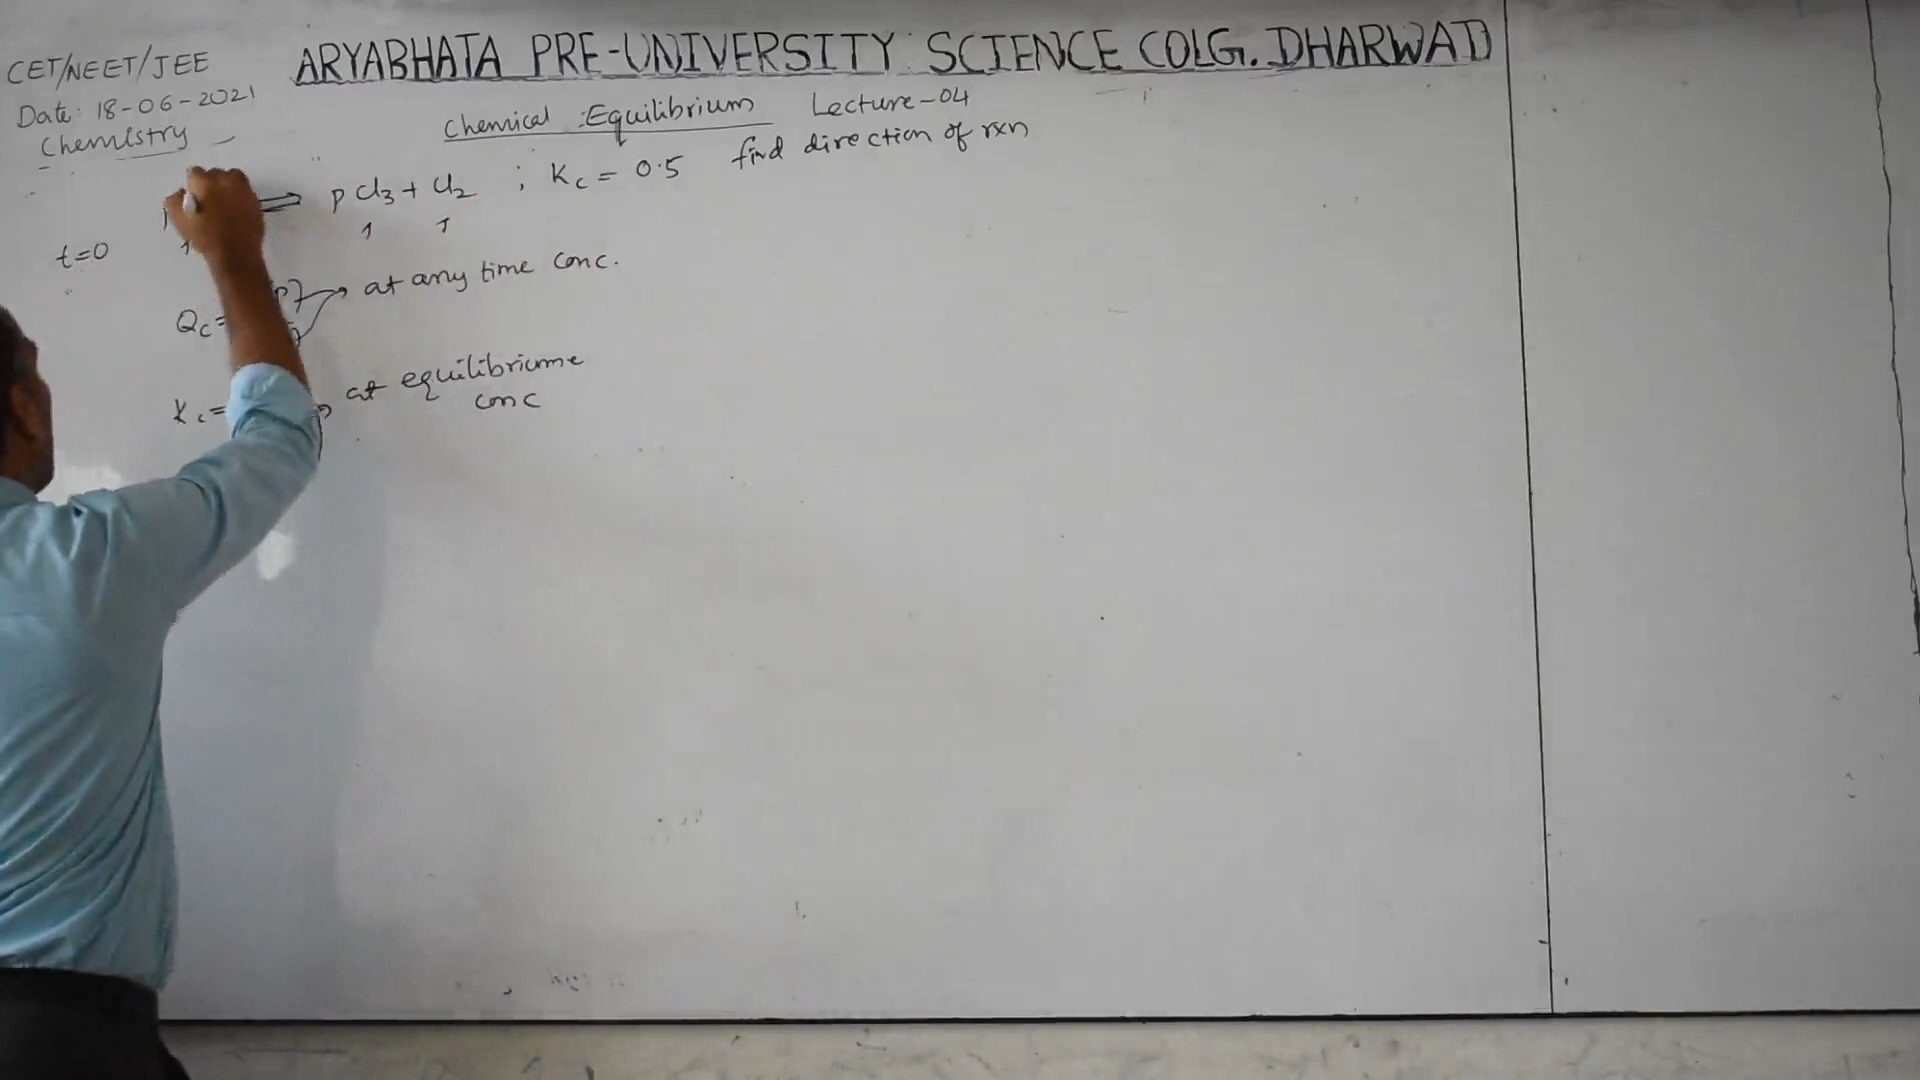 CET/NEET/JEE
ARYABHATA PRE-UNIVERSITY SCIENCE COLG. DHARWAD
Date: 18-06-2021
Chemistry
Chemical Equilibrium Lecture-04
⇌ pCl3 + Cl2 ; Kc = 0.5 find direction of rxn
t=0 1 1 1
Qc= at any time conc.
Kc= at equilibriume
conc